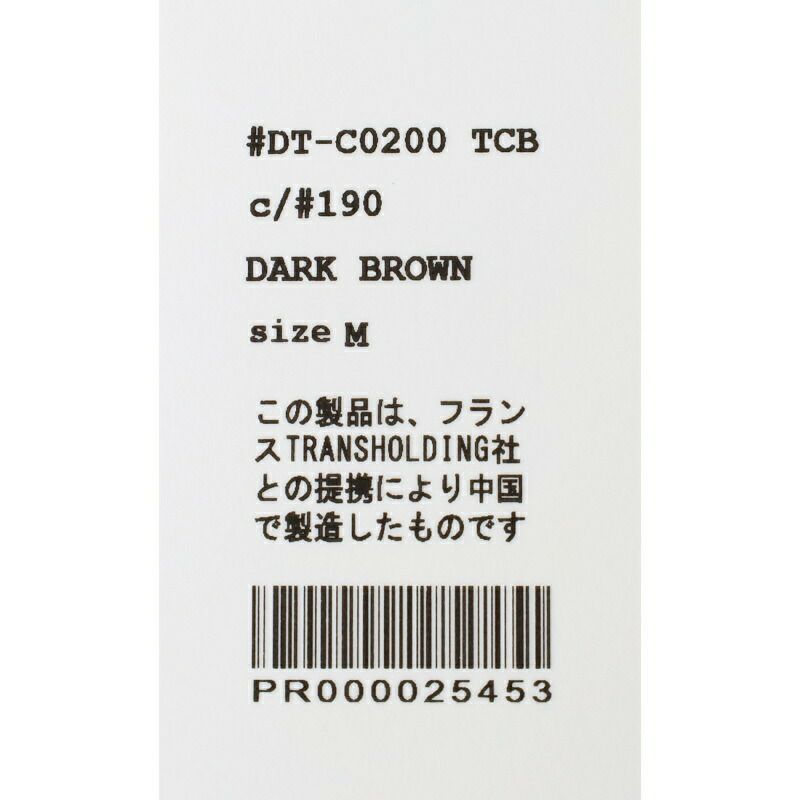 #DT-C0200 TCB
c/#190
DARK BROWN
size M
この製品は、フラン
スTRANSHOLDING社
との提携により中国
で製造したものです
PR000025453